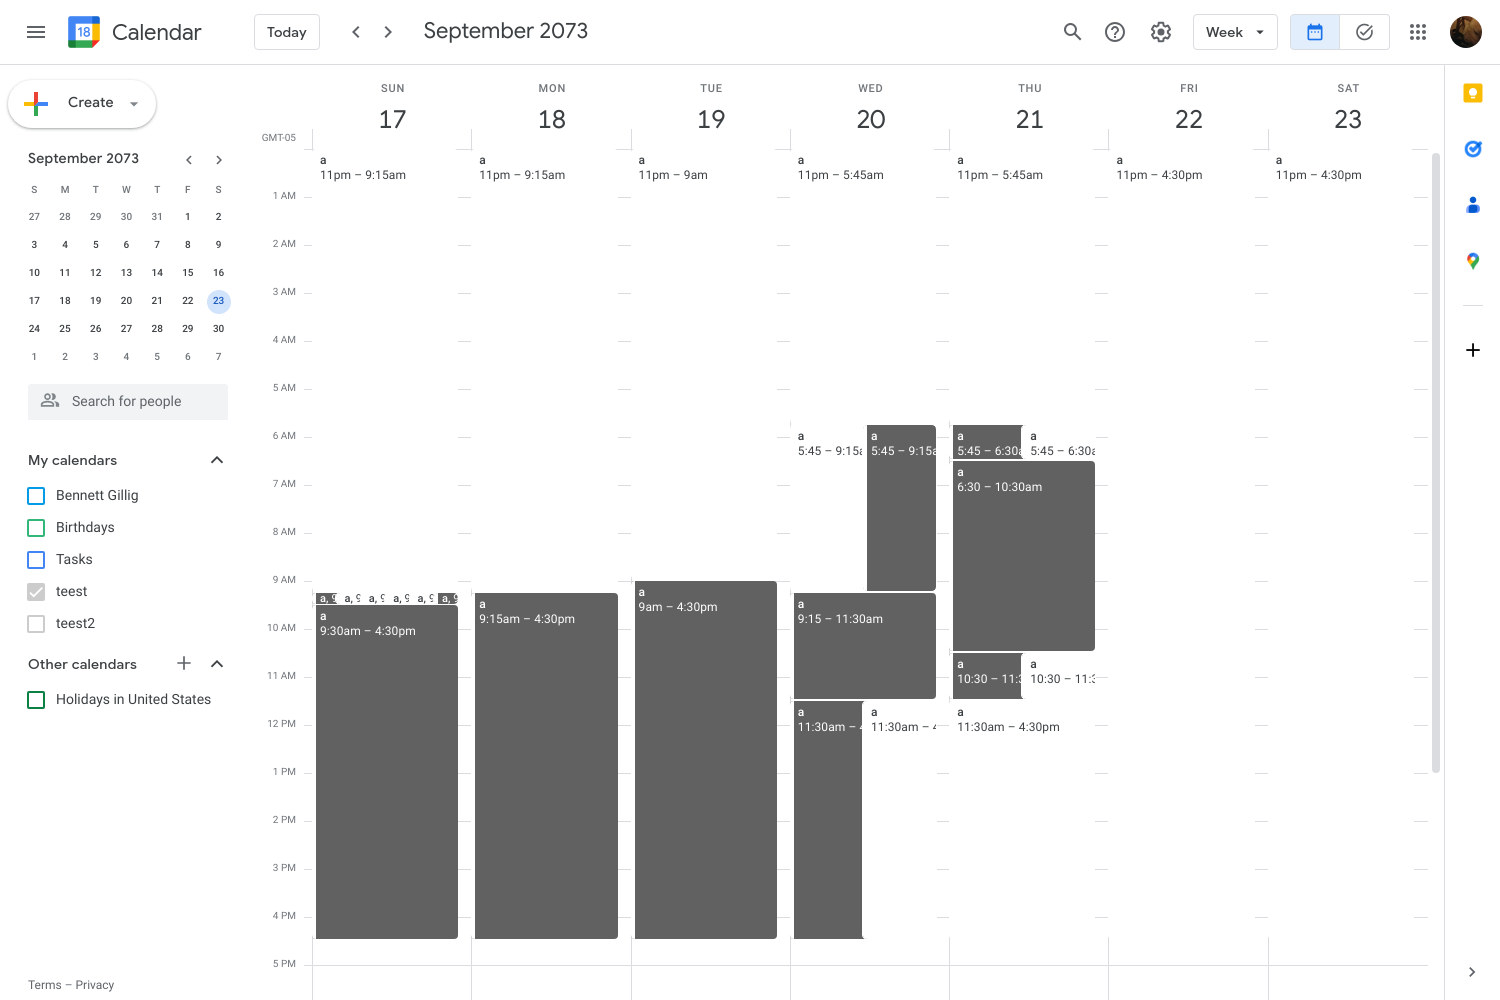 18 Calendar Today September 2073 Week
Create
SUN MON TUE WED THU FRI SAT
17 18 19 20 21 22 23
GMT-05
September 2073
S M T W T F S
27 28 29 30 31 1 2
3 4 5 6 7 8 9
10 11 12 13 14 15 16
17 18 19 20 21 22 23
24 25 26 27 28 29 30
1 2 3 4 5 6 7
Search for people
My calendars
Bennett Gillig
Birthdays
Tasks
teest
teest2
Other calendars
Holidays in United States
Terms – Privacy
a a a a a a a
11pm – 9:15am 11pm – 9:15am 11pm – 9am 11pm – 5:45am 11pm – 5:45am 11pm – 4:30pm 11pm – 4:30pm
1 AM
2 AM
3 AM
4 AM
5 AM
6 AM
7 AM
8 AM
9 AM
10 AM
11 AM
12 PM
1 PM
2 PM
3 PM
4 PM
5 PM
a, 9 a, 9 a, 9 a, 9 a, 9 a, 9
a
9:30am – 4:30pm
a
9:15am – 4:30pm
a
9am – 4:30pm
a
5:45 – 9:15a
a
5:45 – 9:15a
a
9:15 – 11:30am
a
11:30am – 4
a
11:30am – 4
a
5:45 – 6:30a
a
5:45 – 6:30a
a
6:30 – 10:30am
a
10:30 – 11:3
a
10:30 – 11:3
a
11:30am – 4:30pm